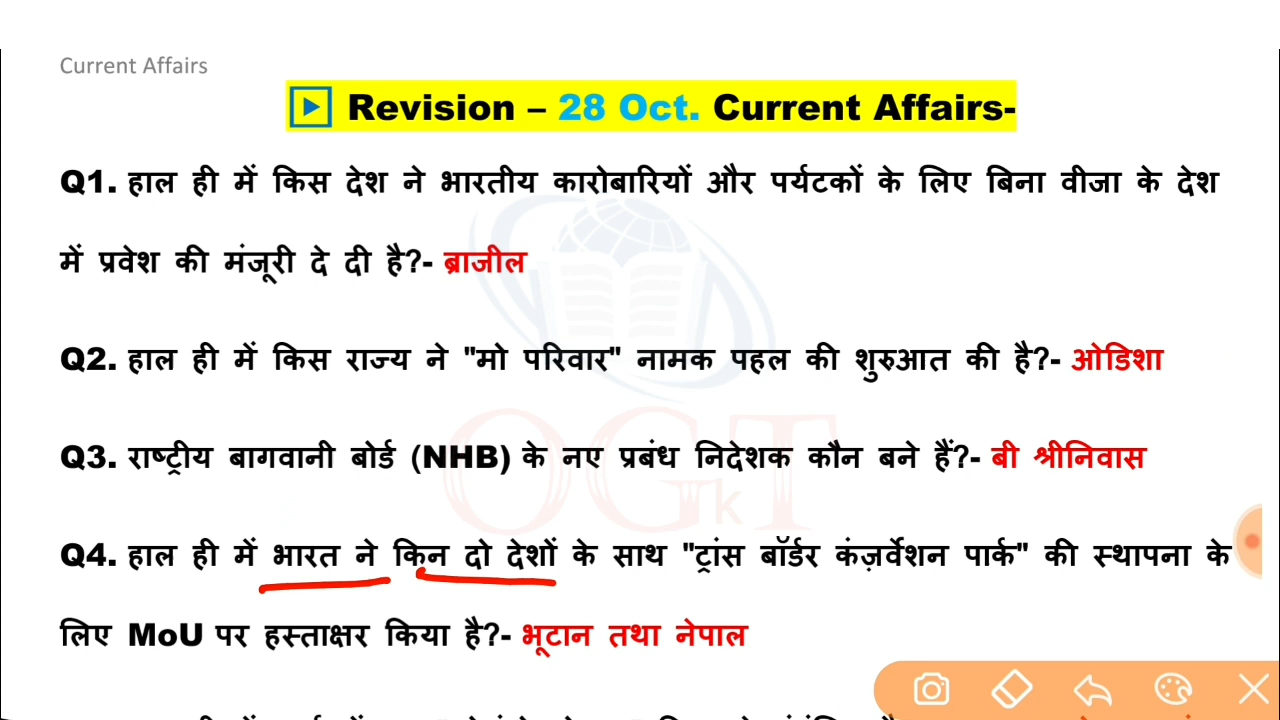 Current Affairs
Revision – 28 Oct. Current Affairs-
Q1. हाल ही में किस देश ने भारतीय कारोबारियों और पर्यटकों के लिए बिना वीजा के देश
में प्रवेश की मंजूरी दे दी है?- ब्राजील
Q2. हाल ही में किस राज्य ने "मो परिवार" नामक पहल की शुरुआत की है?- ओडिशा
Q3. राष्ट्रीय बागवानी बोर्ड (NHB) के नए प्रबंध निदेशक कौन बने हैं?- बी श्रीनिवास
Q4. हाल ही में भारत ने किन दो देशों के साथ "ट्रांस बॉर्डर कंज़र्वेशन पार्क" की स्थापना के
लिए MoU पर हस्ताक्षर किया है?- भूटान तथा नेपाल
OGkT